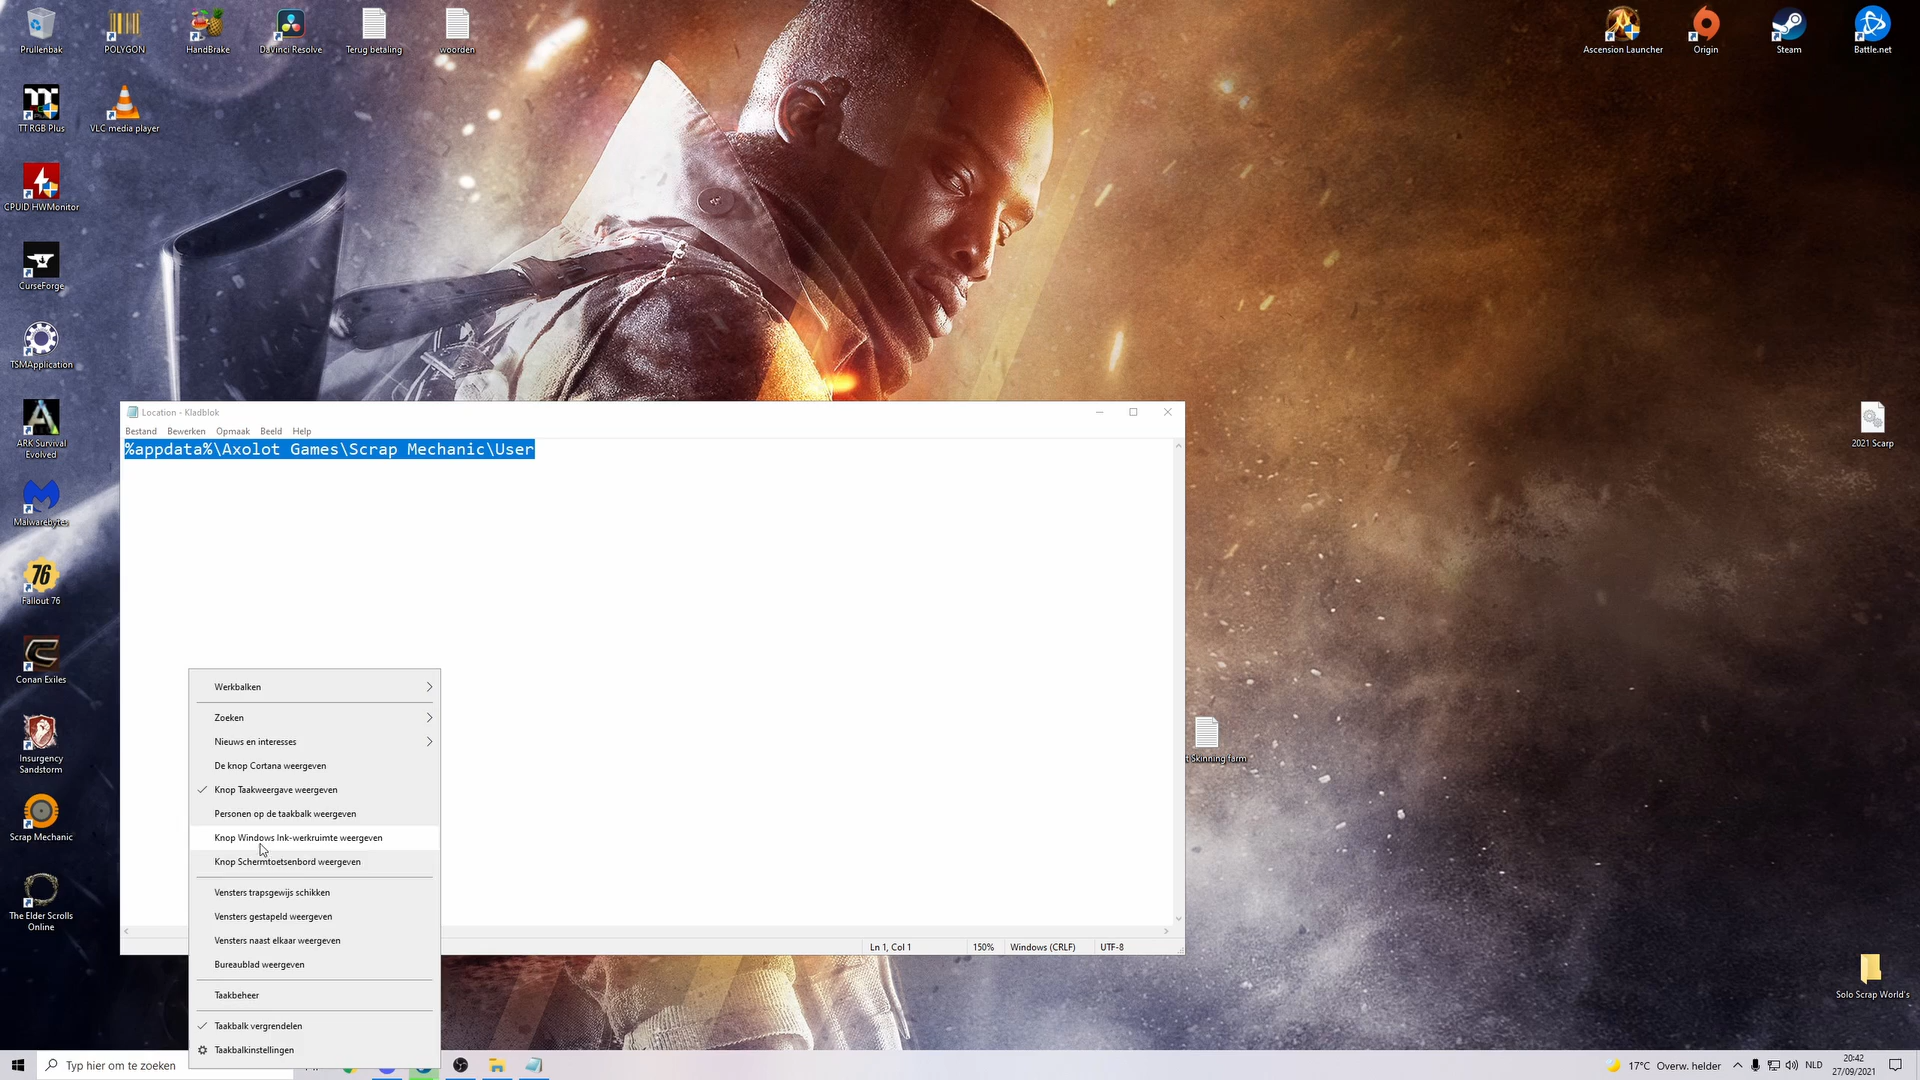 Prullenbak
POLYGON
HandBrake
DaVinci Resolve
Terug betaling
woorden
Ascension Launcher
Origin
Steam
Battle.net
TT RGB Plus
VLC media player
CPUID HWMonitor
CurseForge
TSMApplication
ARK Survival
Evolved
Malwarebytes
Fallout 76
Conan Exiles
Insurgency
Sandstorm
Scrap Mechanic
The Elder Scrolls
Online
2021 Scarp
t Skinning farm
Solo Scrap World's
Location - Kladblok
Bestand Bewerken Opmaak Beeld Help
%appdata%\Axolot Games\Scrap Mechanic\User
Ln 1, Col 1 150% Windows (CRLF) UTF-8
Werkbalken
Zoeken
Nieuws en interesses
De knop Cortana weergeven
Knop Taakweergave weergeven
Personen op de taakbalk weergeven
Knop Windows Ink-werkruimte weergeven
Knop Schermtoetsenbord weergeven
Vensters trapsgewijs schikken
Vensters gestapeld weergeven
Vensters naast elkaar weergeven
Bureaublad weergeven
Taakbeheer
Taakbalk vergrendelen
Taakbalkinstellingen
Typ hier om te zoeken
17°C Overw. helder
NLD
20:42
27/09/2021